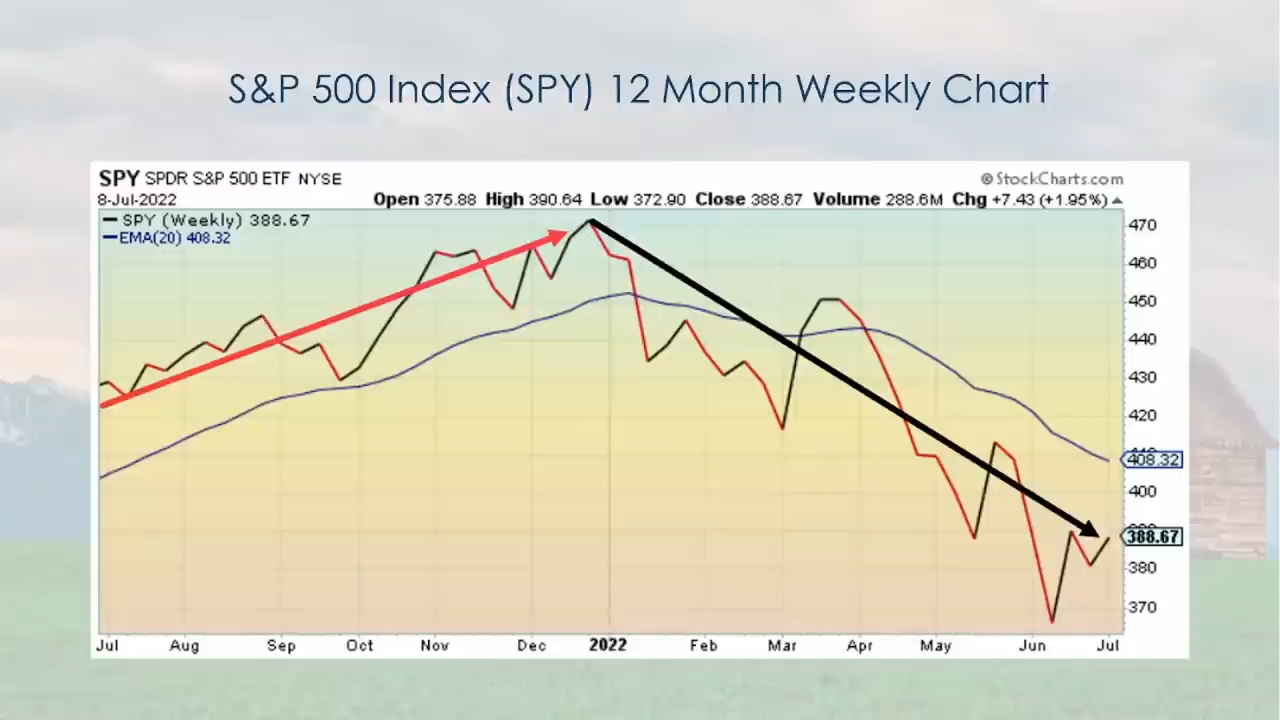 S&P 500 Index (SPY) 12 Month Weekly Chart
SPY SPDR S&P 500 ETF NYSE
© StockCharts.com
8-Jul-2022
Open 375.88 High 390.64 Low 372.90 Close 388.67 Volume 288.6M Chg +7.43 (+1.95%)
SPY (Weekly) 388.67
EMA(20) 408.32
470
460
450
440
430
420
408.32
400
388.67
380
370
Jul Aug Sep Oct Nov Dec 2022 Feb Mar Apr May Jun Jul